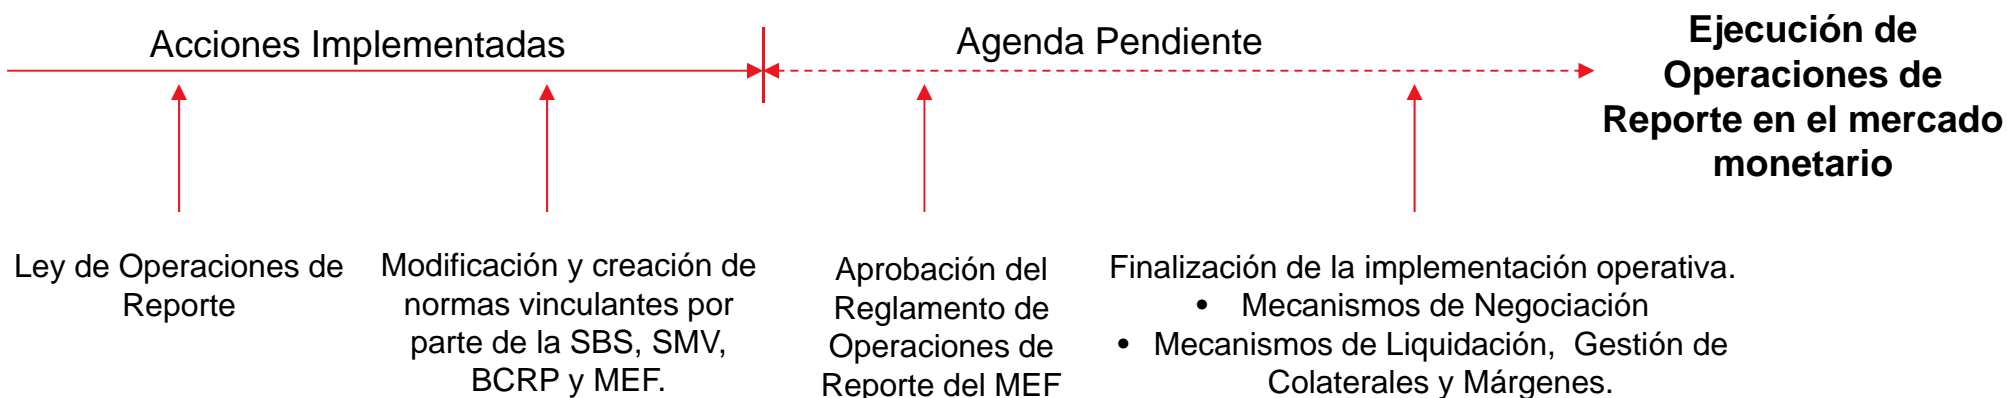 Acciones Implementadas
Agenda Pendiente
Ejecución de
Operaciones de
Reporte en el mercado
monetario
Ley de Operaciones de
Reporte
Modificación y creación de
normas vinculantes por
parte de la SBS, SMV,
BCRP y MEF.
Aprobación del
Reglamento de
Operaciones de
Reporte del MEF
Finalización de la implementación operativa.
• Mecanismos de Negociación
• Mecanismos de Liquidación, Gestión de
Colaterales y Márgenes.